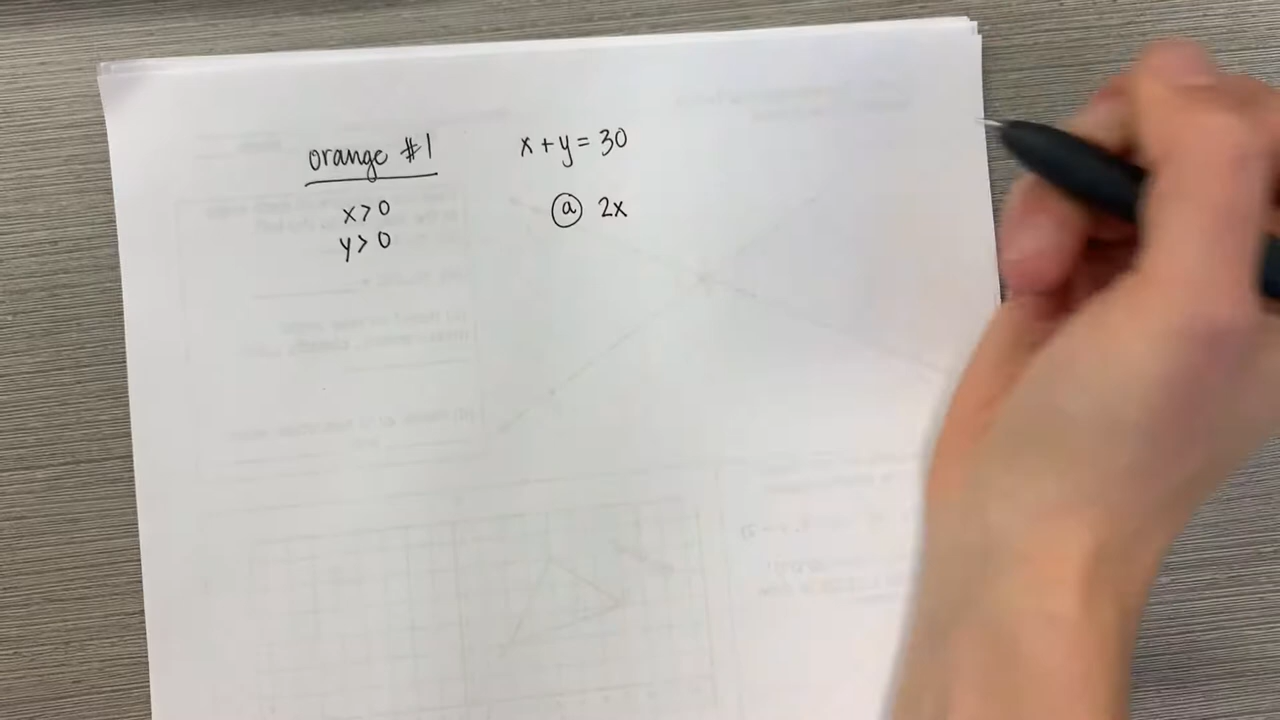 orange #1
x > 0
y > 0
x + y = 30
ⓐ 2x